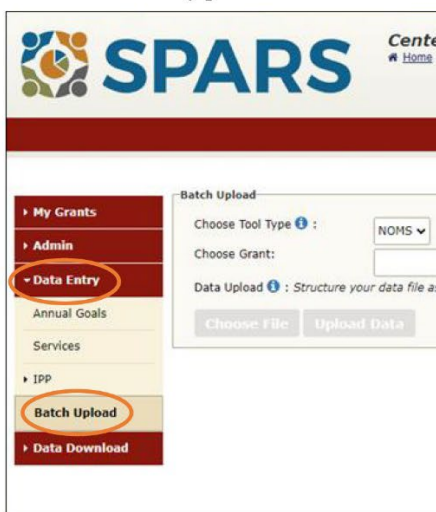 SPARS
Cente
Home
My Grants
Admin
Data Entry
Annual Goals
Services
IPP
Batch Upload
Data Download
Batch Upload
Choose Tool Type :
NOMS
Choose Grant:
Data Upload : Structure your data file as
Choose File Upload Data